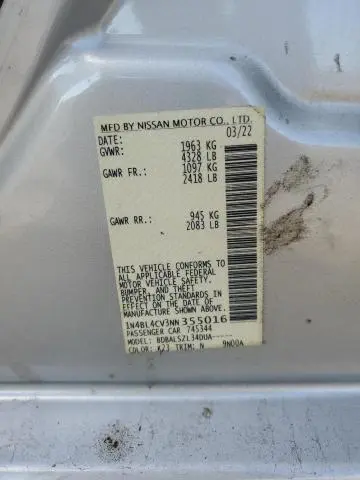 MFD BY NISSAN MOTOR CO., LTD.
DATE: 03/22
GVWR: 1963 KG
4328 LB
GAWR FR.: 1097 KG
2418 LB
GAWR RR.: 945 KG
2083 LB
THIS VEHICLE CONFORMS TO
ALL APPLICABLE FEDERAL
MOTOR VEHICLE SAFETY,
BUMPER, AND THEFT
PREVENTION STANDARDS IN
EFFECT ON THE DATE OF
MANUFACTURE SHOWN ABOVE.
1N4BL4CV3NN 355016
PASSENGER CAR 745344
MODEL: BDBALSZL34DUA-----
COLOR: K23 TRIM: N 9N00A